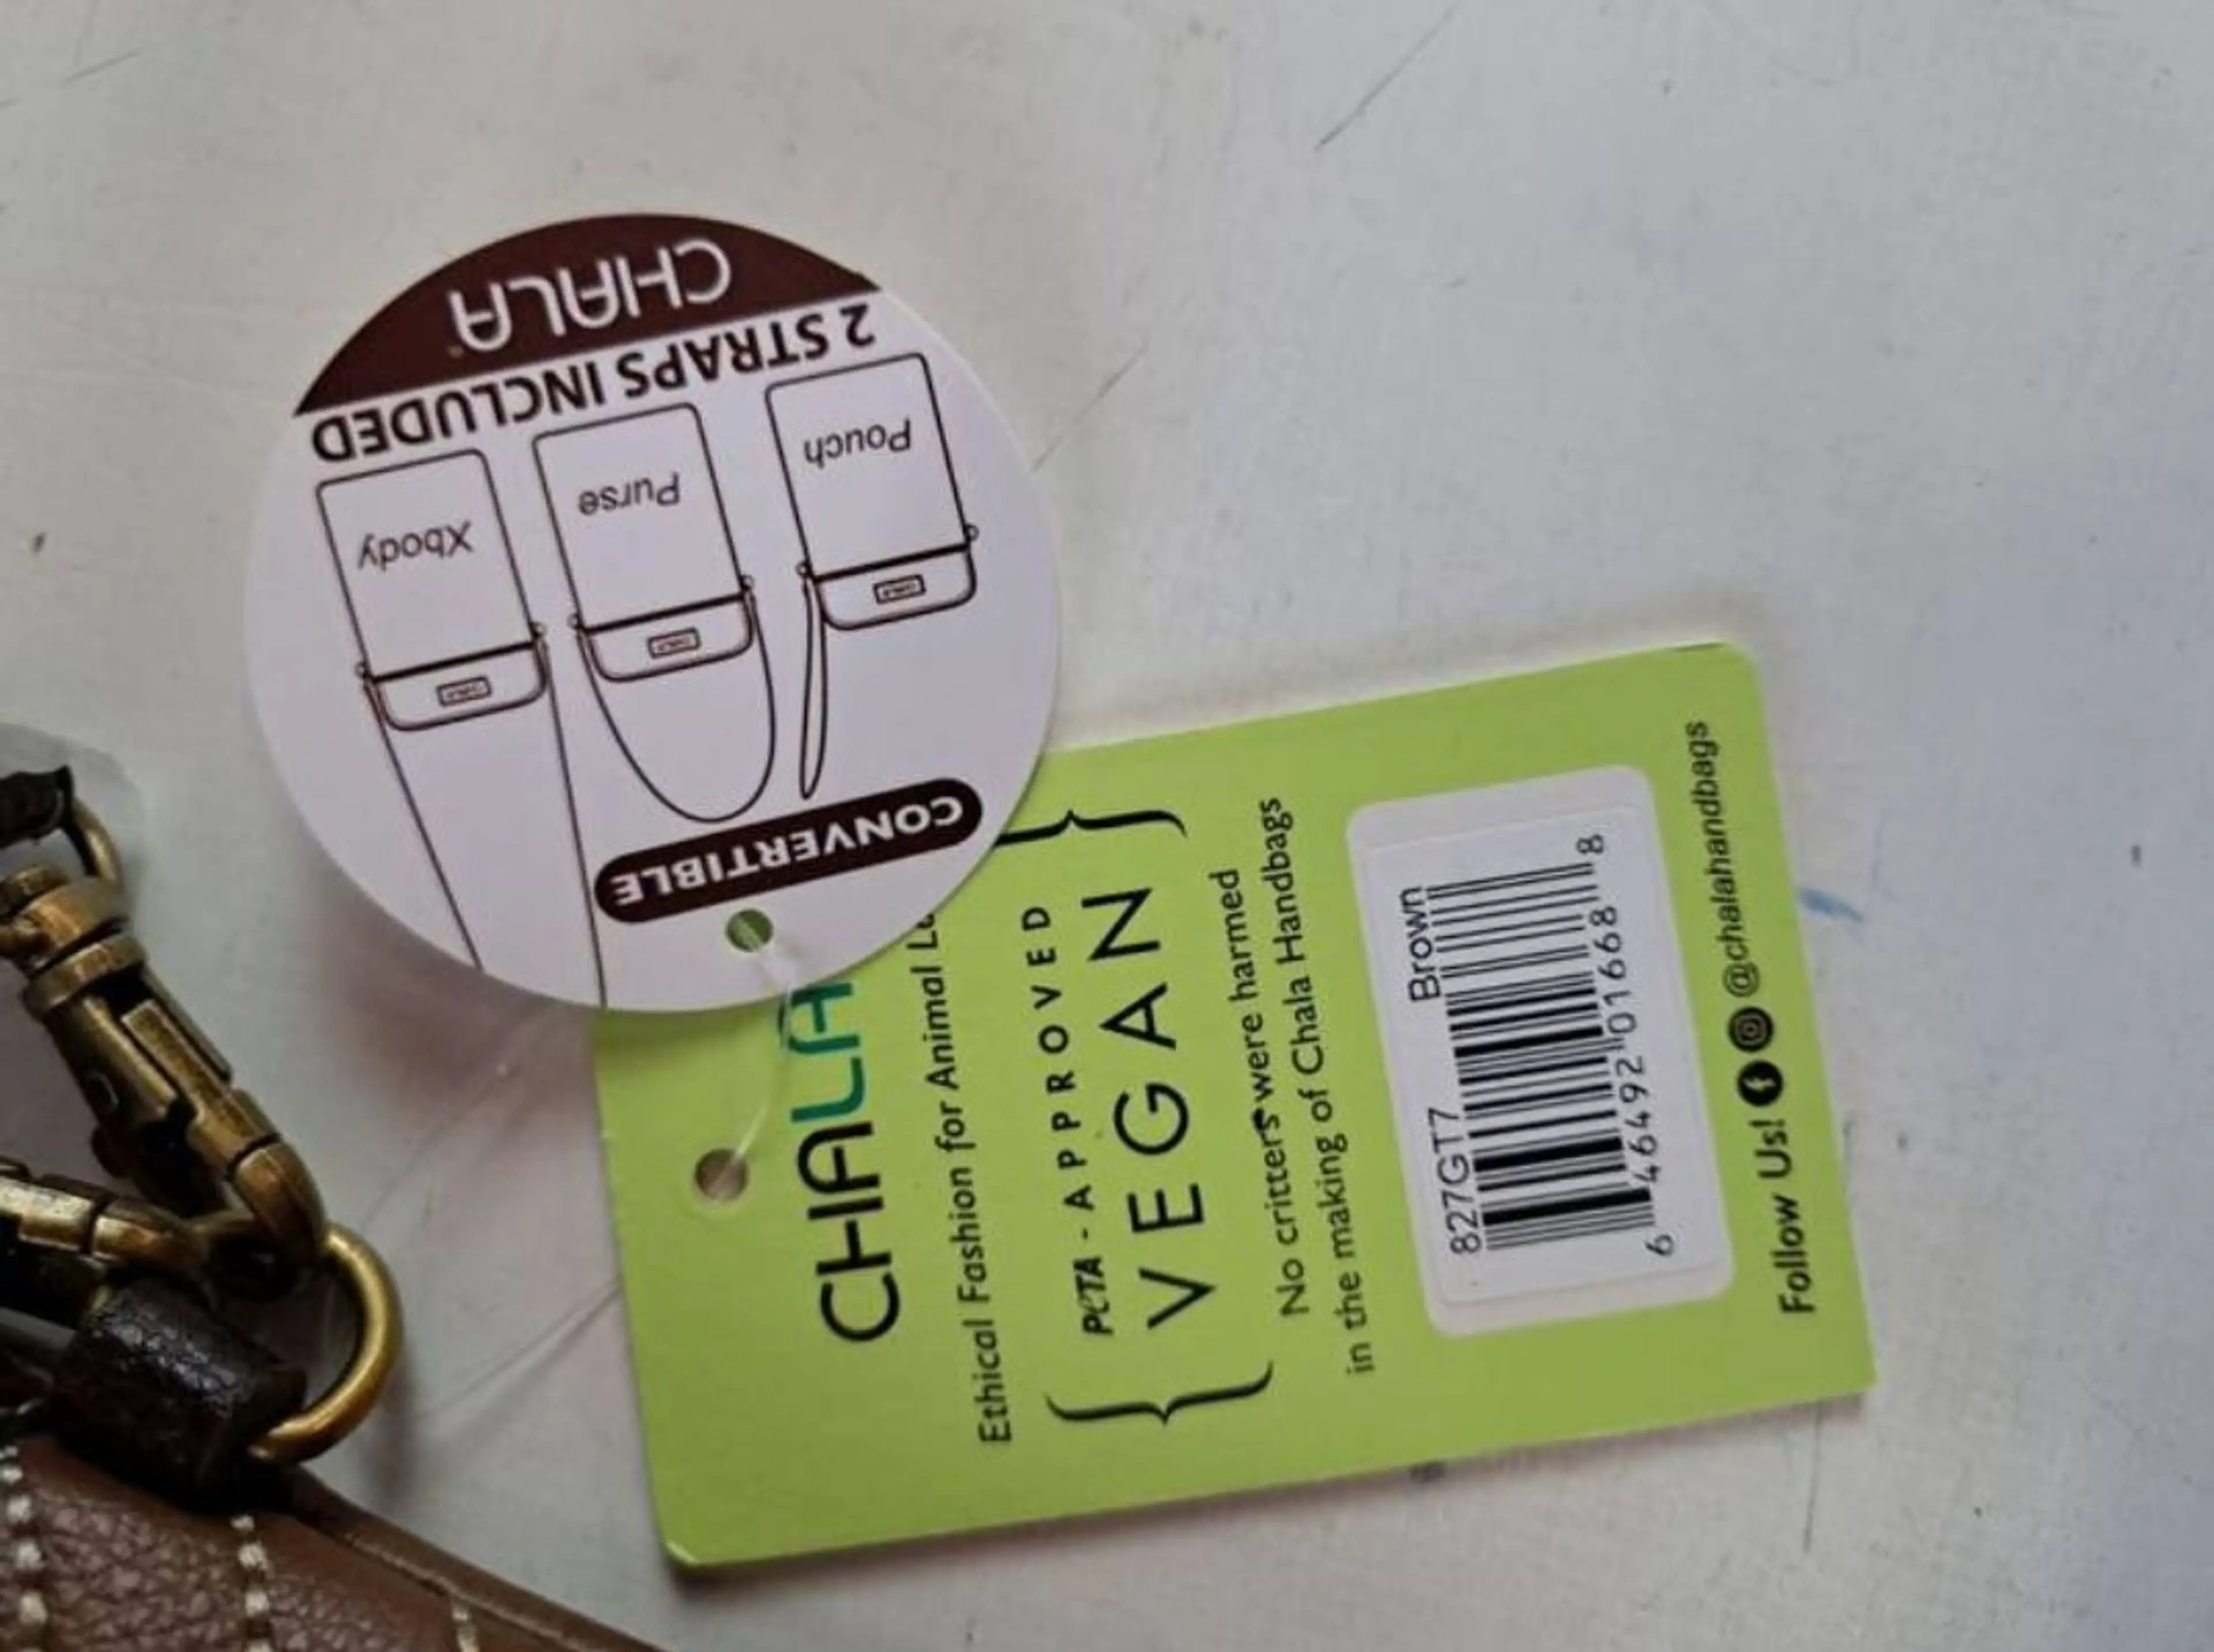 CHALA
2 STRAPS INCLUDED
Xbody
Purse
Pouch
CONVERTIBLE
CHALA
Ethical Fashion for Animal
PETA-APPROVED
VEGAN
No critters were harmed
in the making of Chala Handbags
827GT7 Brown
6 46492 01668 8
Follow Us! @chalahandbags